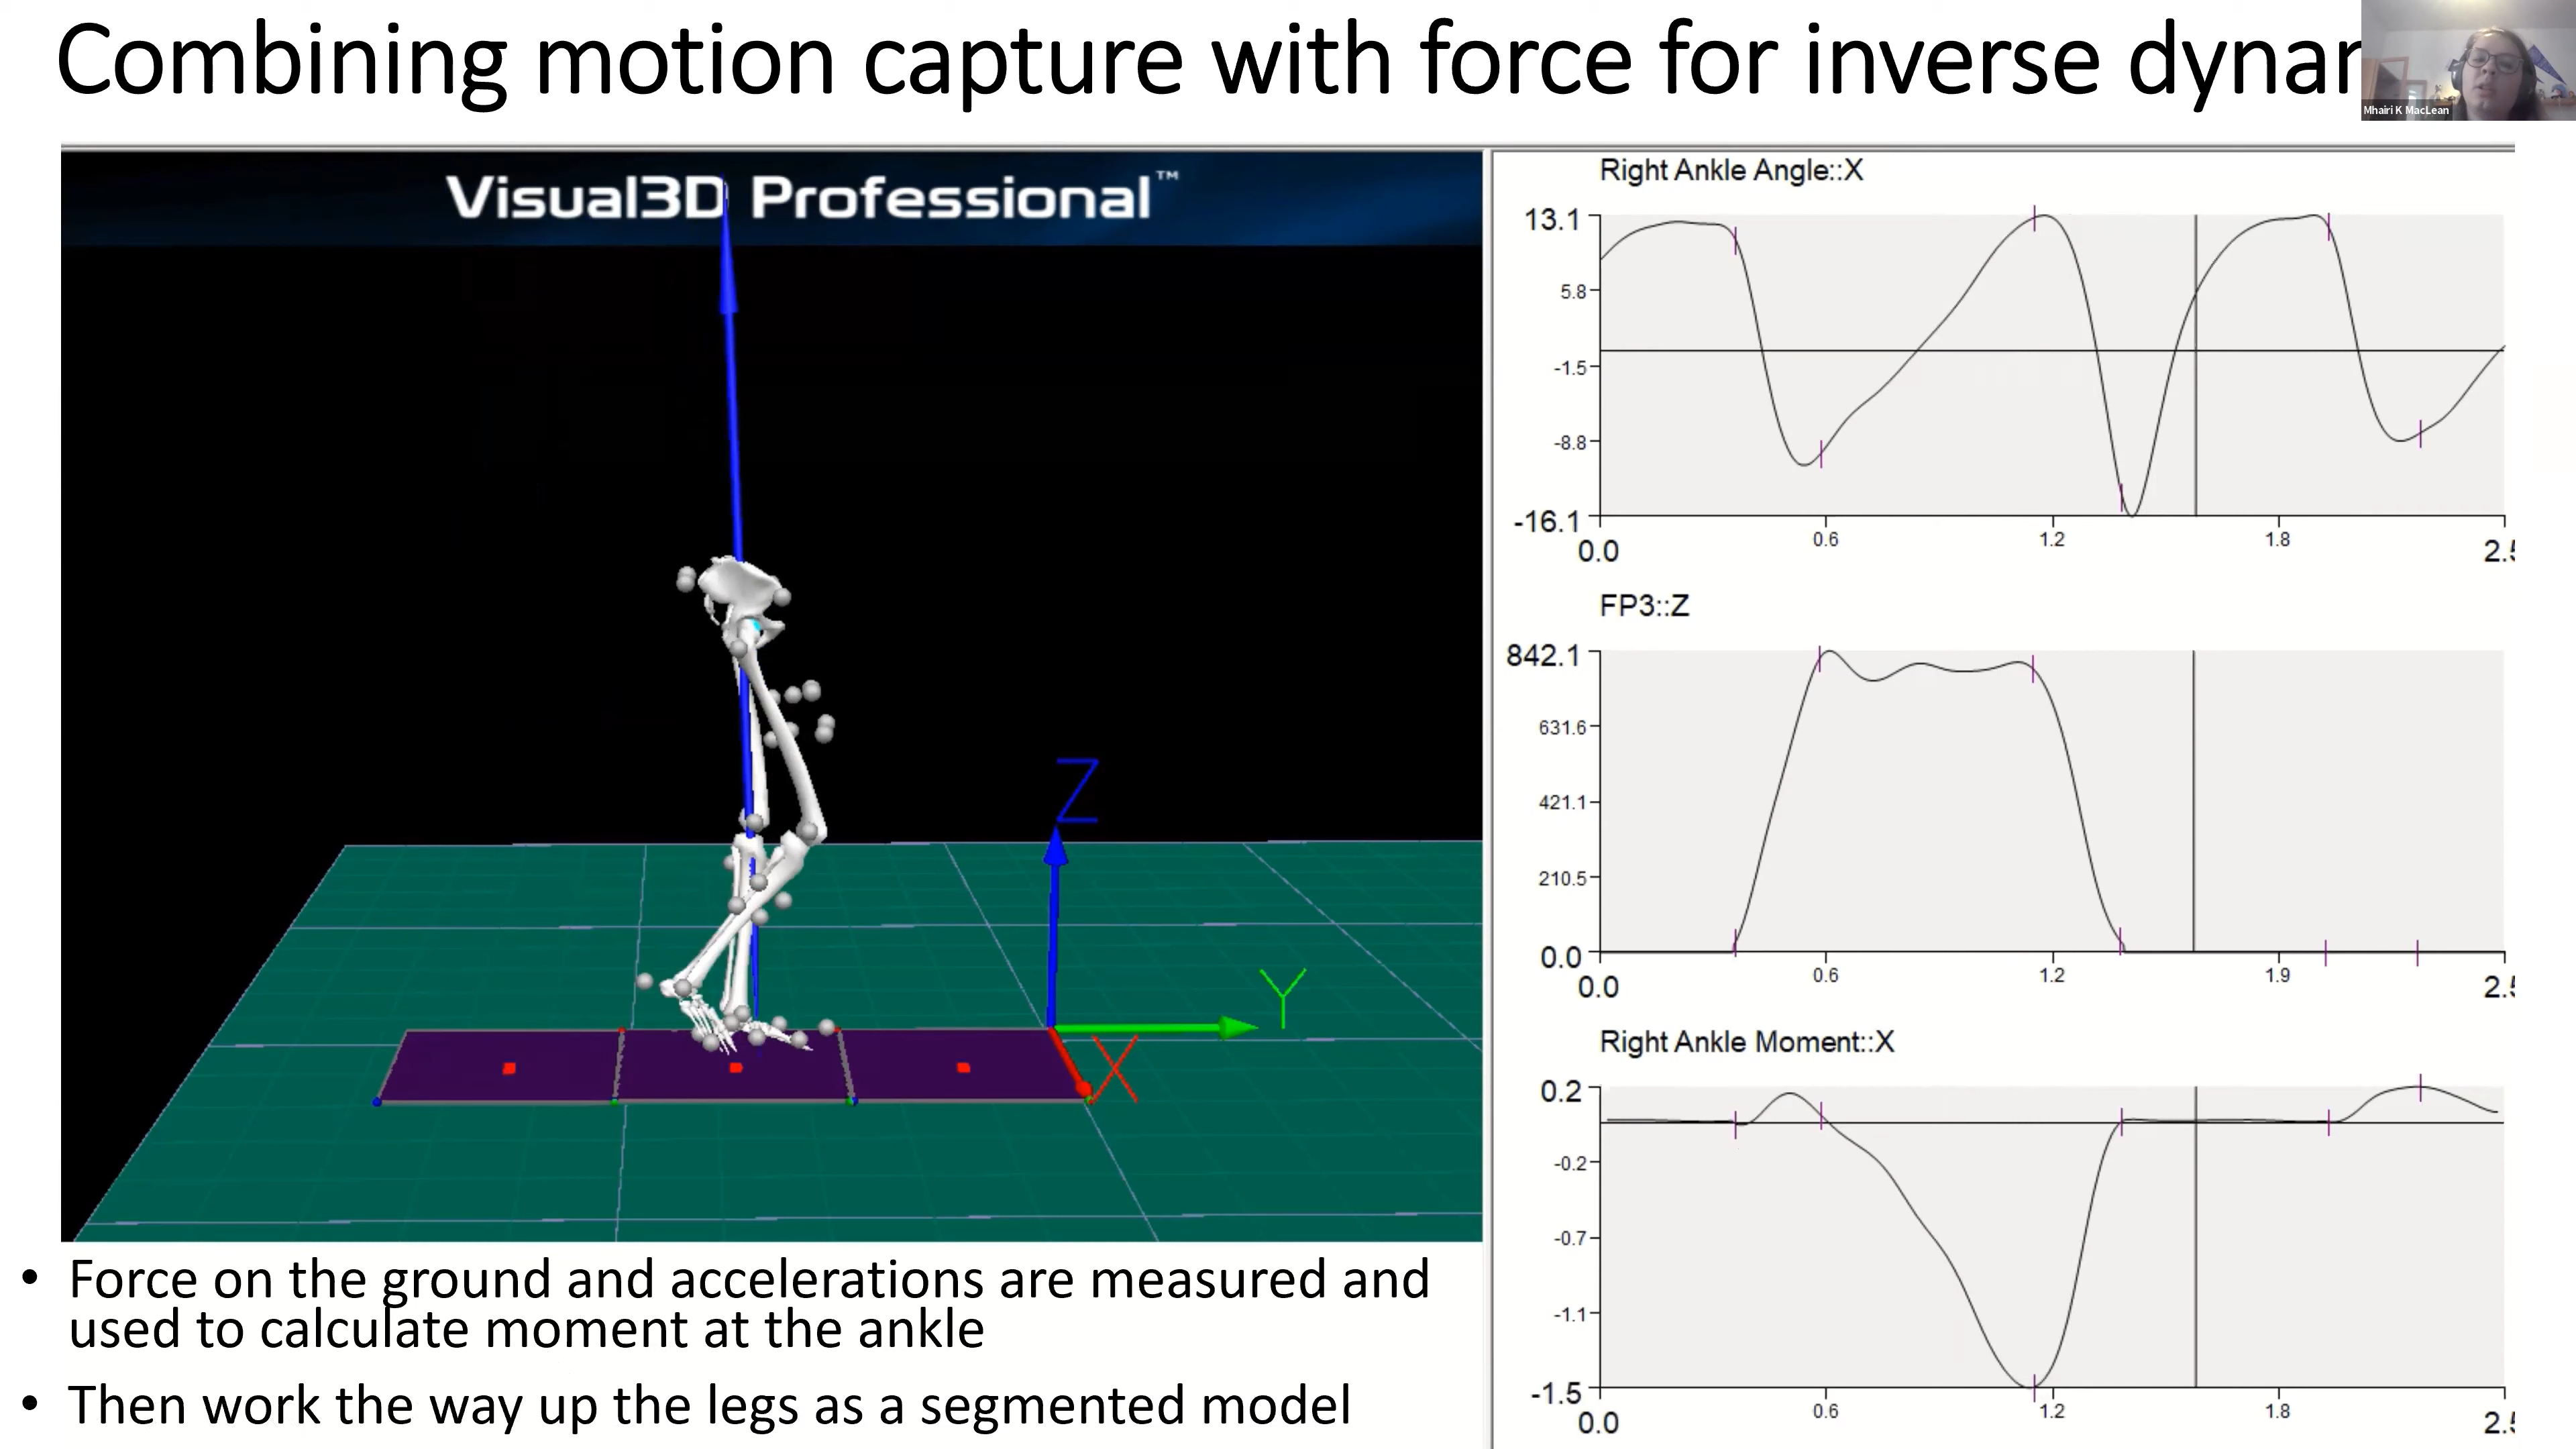 Combining motion capture with force for inverse dynam
Mhairi K MacLean
Visual3D Professional™
Z
Y
X
Right Ankle Angle::X
13.1
5.8
-1.5
-8.8
-16.1
0.0
0.6
1.2
1.8
2.5
FP3::Z
842.1
631.6
421.1
210.5
0.0
0.0
0.6
1.2
1.9
2.5
Right Ankle Moment::X
0.2
-0.2
-0.7
-1.1
-1.5
0.0
0.6
1.2
1.8
2.5
• Force on the ground and accelerations are measured and
used to calculate moment at the ankle
• Then work the way up the legs as a segmented model